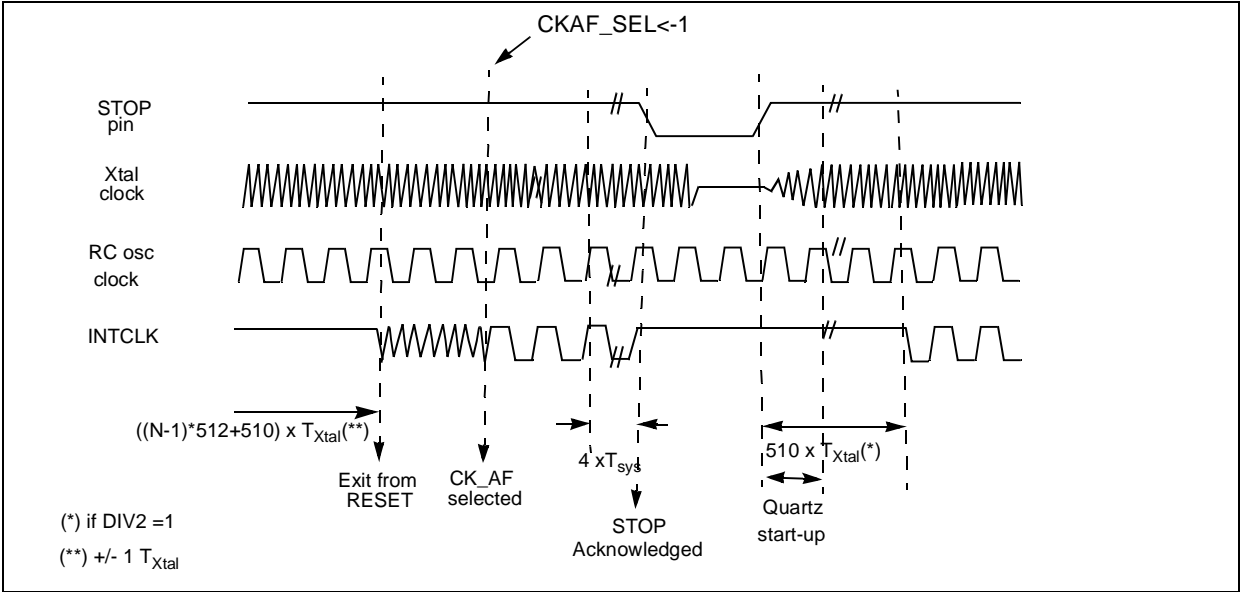 CKAF_SEL<-1
STOP
pin
Xtal
clock
RC osc
clock
INTCLK
((N-1)*512+510) x TXtal(**)
4 xTsys
510 x TXtal(*)
Exit from
RESET
CK_AF
selected
Quartz
start-up
STOP
Acknowledged
(*) if DIV2 =1
(**) +/- 1 TXtal